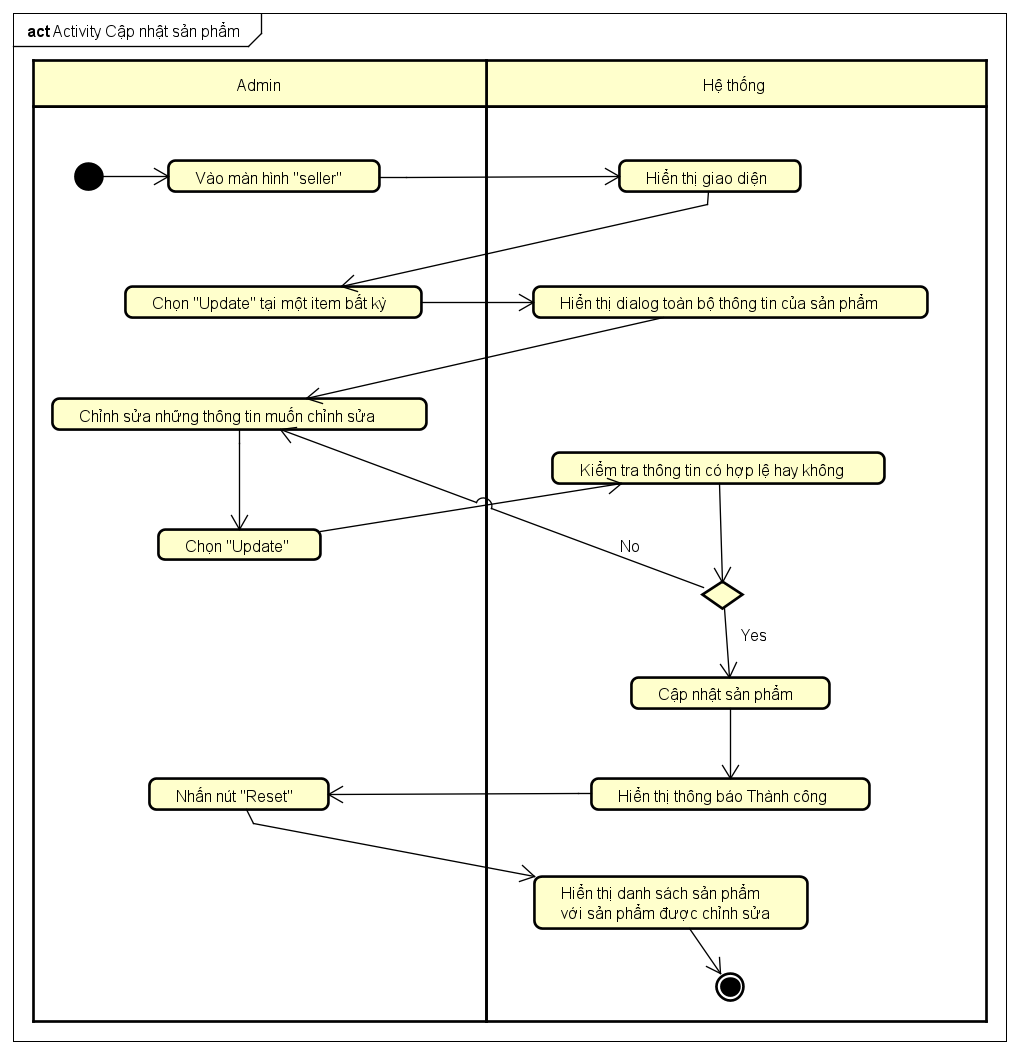 act Activity Cập nhật sản phẩm
Admin
Hệ thống
Vào màn hình "seller"
Hiển thị giao diện
Chọn "Update" tại một item bất kỳ
Hiển thị dialog toàn bộ thông tin của sản phẩm
Chỉnh sửa những thông tin muốn chỉnh sửa
Kiểm tra thông tin có hợp lệ hay không
Chọn "Update"
No
Yes
Cập nhật sản phẩm
Nhấn nút "Reset"
Hiển thị thông báo Thành công
Hiển thị danh sách sản phẩm
với sản phẩm được chỉnh sửa